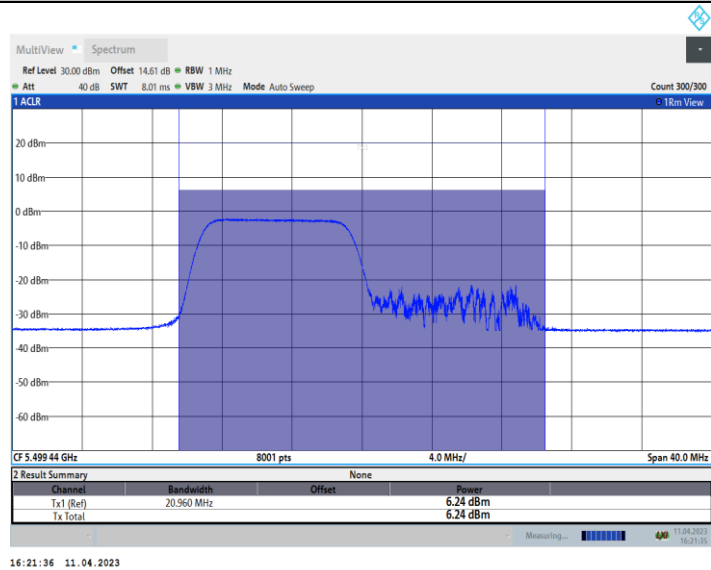 MultiView Spectrum
Ref Level 30.00 dBm Offset 14.61 dB RBW 1 MHz
Att 40 dB SWT 8.01 ms VBW 3 MHz Mode Auto Sweep Count 300/300
1 ACLR 1Rm View
20 dBm
10 dBm
0 dBm
-10 dBm
-20 dBm
-30 dBm
-40 dBm
-50 dBm
-60 dBm
CF 5.499 44 GHz 8001 pts 4.0 MHz/ Span 40.0 MHz
2 Result Summary None
Channel Bandwidth Offset Power
Tx1 (Ref) 20.960 MHz 6.24 dBm
Tx Total 6.24 dBm
Measuring... 11.04.2023
16:21:35
16:21:36 11.04.2023